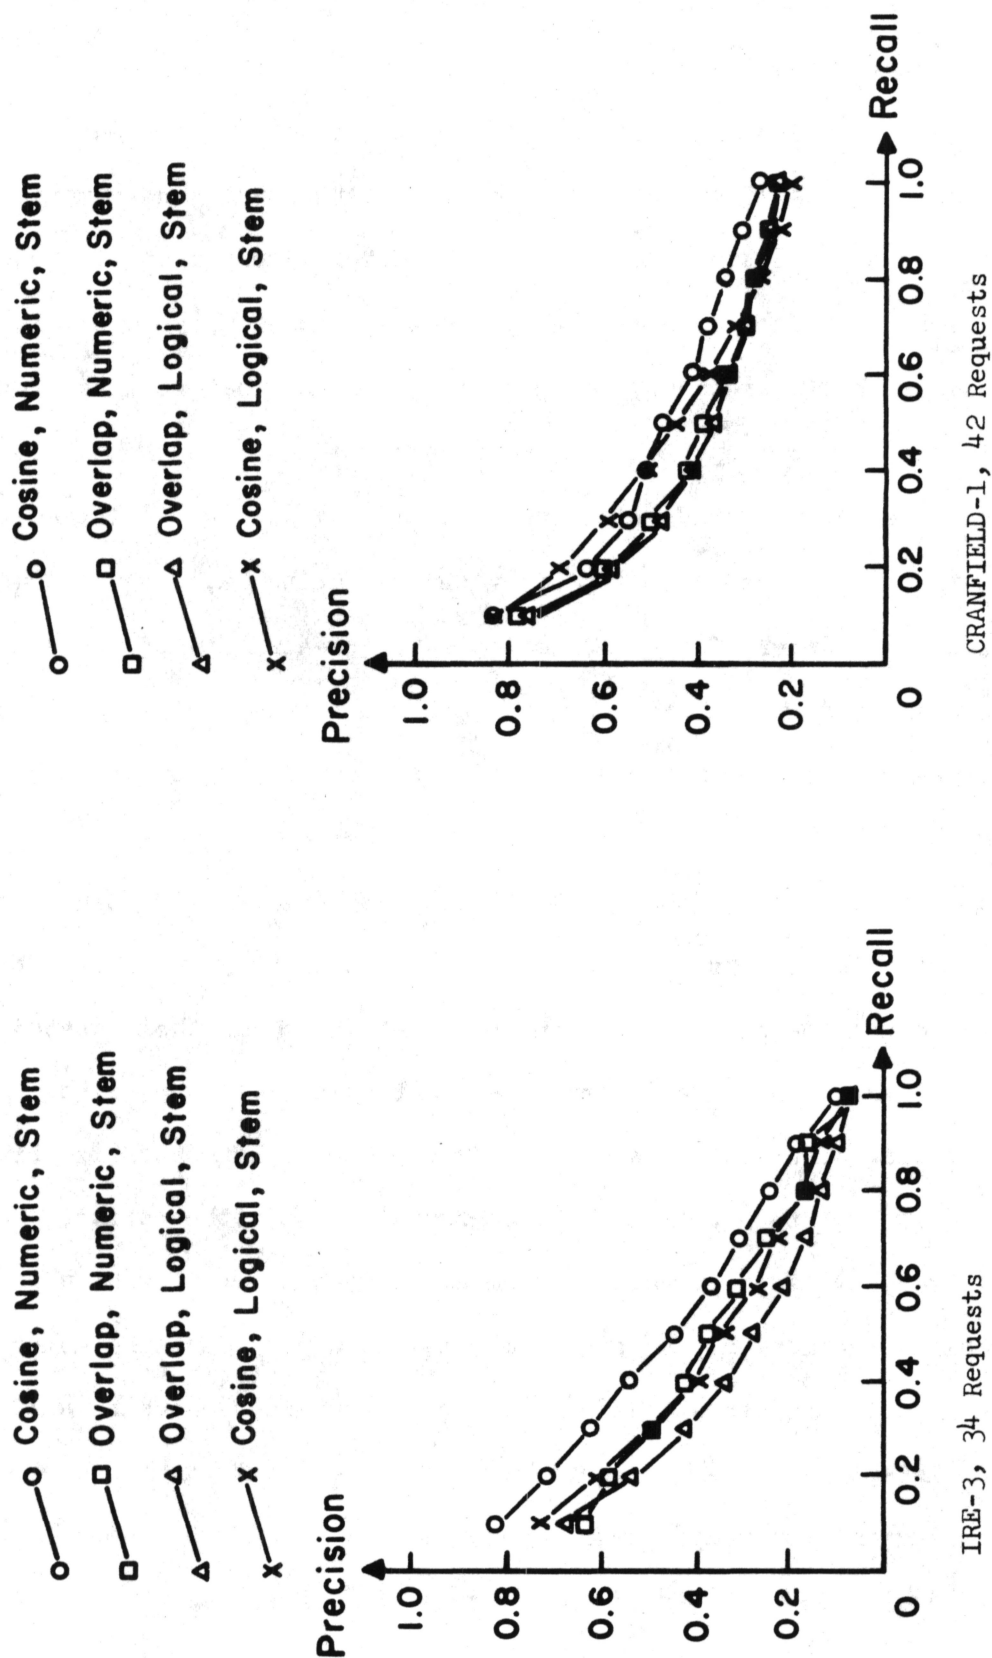 Cosine, Numeric, Stem
Overlap, Numeric, Stem
Overlap, Logical, Stem
Cosine, Logical, Stem
Precision
1.0
0.8
0.6
0.4
0.2
0
0.2
0.4
0.6
0.8
1.0
Recall
IRE-3, 34 Requests
Cosine, Numeric, Stem
Overlap, Numeric, Stem
Overlap, Logical, Stem
Cosine, Logical, Stem
Precision
1.0
0.8
0.6
0.4
0.2
0
0.2
0.4
0.6
0.8
1.0
Recall
CRANFIELD-1, 42 Requests